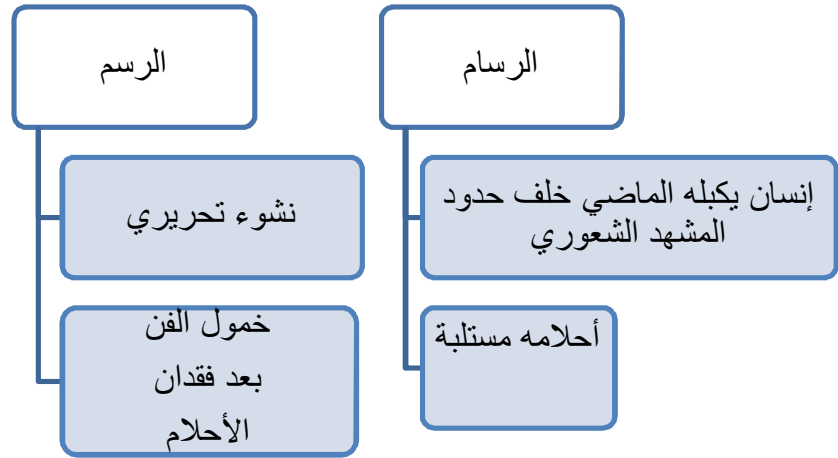 الرسام
إنسان يكبله الماضي خلف حدود
المشهد الشعوري
أحلامه مستلبة
الرسم
نشوء تحريري
خمول الفن
بعد فقدان
الأحلام